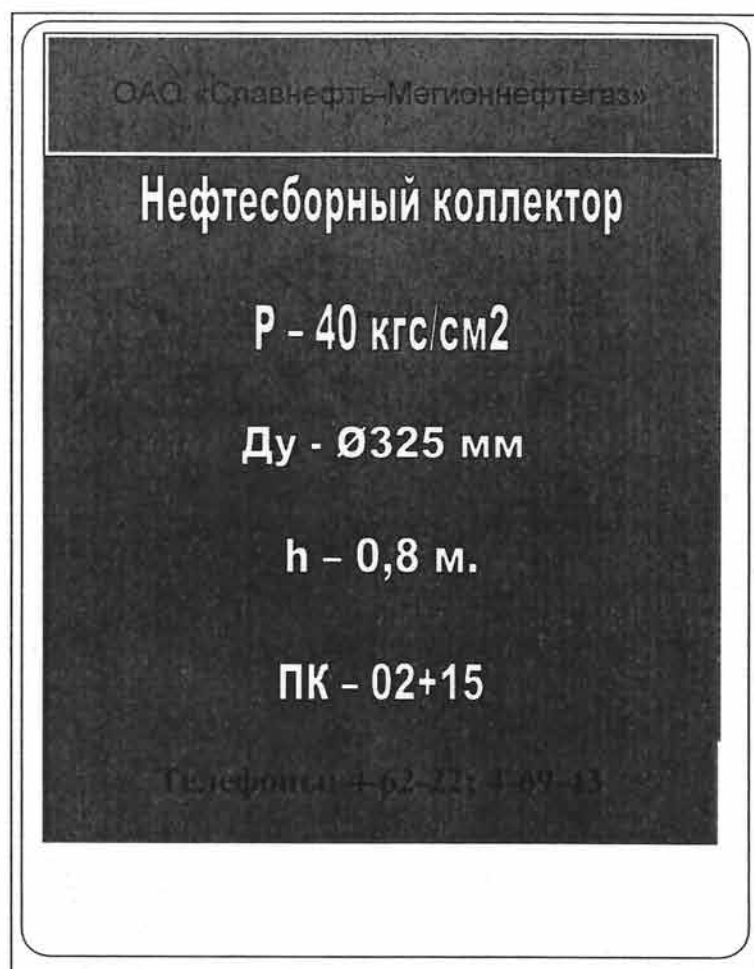 ОАО «Славнефть-Мегионнефтегаз»
Нефтесборный коллектор
Р – 40 кгс/см2
Ду - Ø325 мм
h – 0,8 м.
ПК – 02+15
Телефоны: 4-62-22; 4-69-43